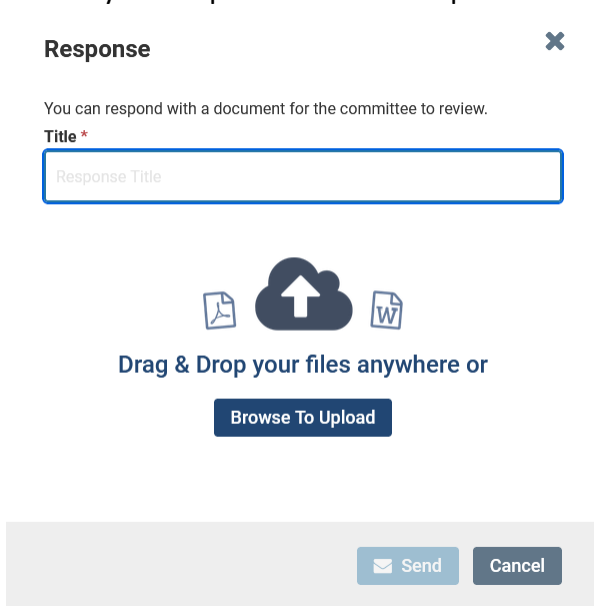 Response
You can respond with a document for the committee to review.
Title *
Response Title
W
Drag & Drop your files anywhere or
Browse To Upload
Send
Cancel